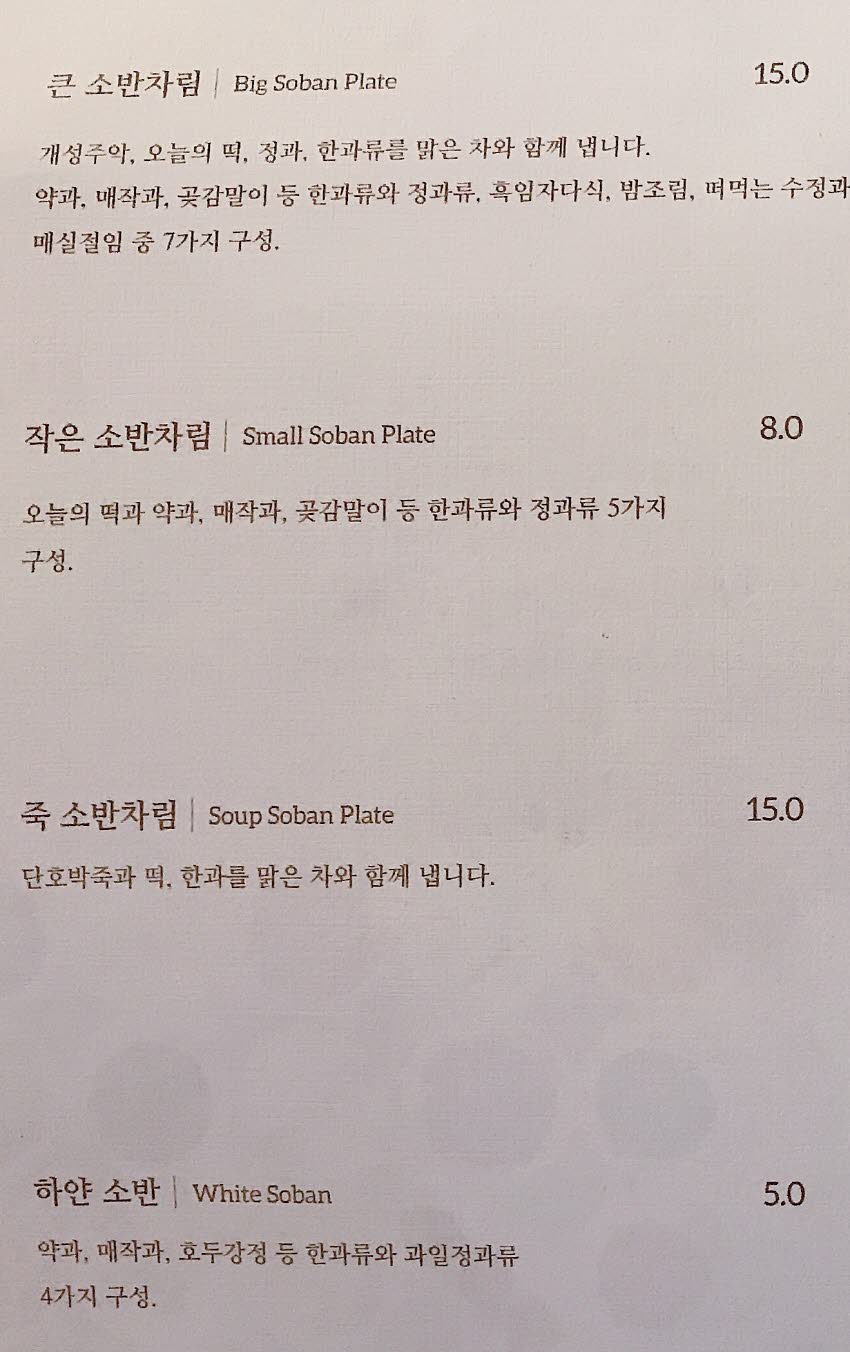 큰 소반차림 | Big Soban Plate 15.0
개성주악, 오늘의 떡, 정과, 한과류를 맑은 차와 함께 냅니다.
약과, 매작과, 곶감말이 등 한과류와 정과류, 흑임자다식, 밤조림, 떠먹는 수정과
매실절임 중 7가지 구성.
작은 소반차림 | Small Soban Plate 8.0
오늘의 떡과 약과, 매작과, 곶감말이 등 한과류와 정과류 5가지
구성.
죽 소반차림 | Soup Soban Plate 15.0
단호박죽과 떡, 한과를 맑은 차와 함께 냅니다.
하얀 소반 | White Soban 5.0
약과, 매작과, 호두강정 등 한과류와 과일정과류
4가지 구성.